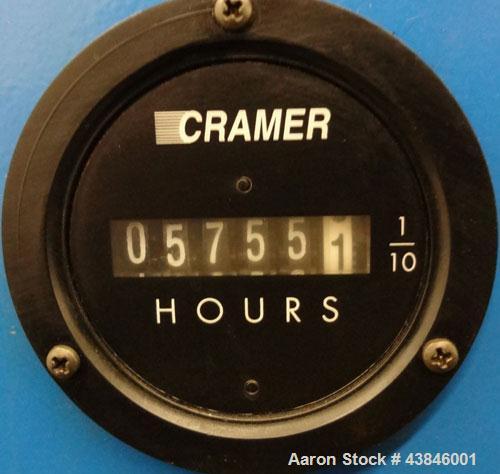 CRAMER
057551
1
10
HOURS
Aaron Stock # 43846001